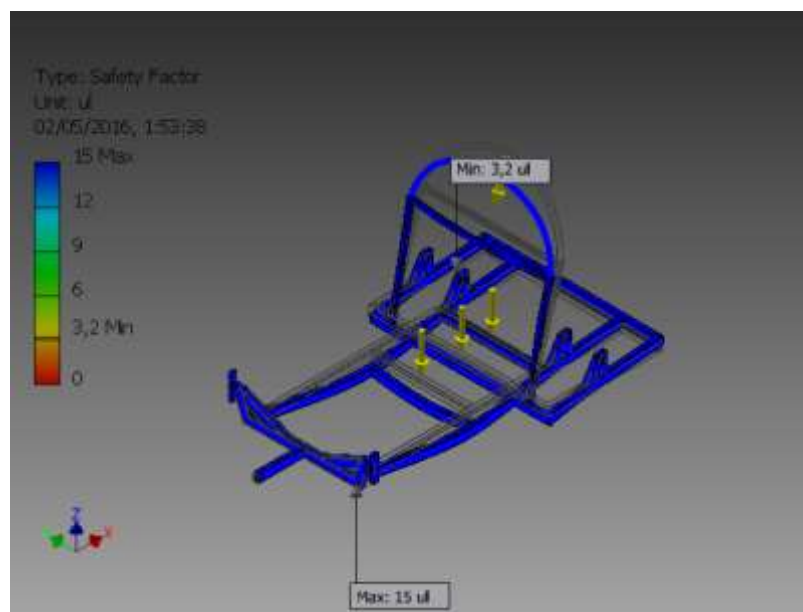 Type: Safety Factor
Unit: ul
02/05/2016, 1:53:38
15 Max
12
9
6
3,2 Min
0
Min: 3,2 ul
Z
X
Max: 15 ul